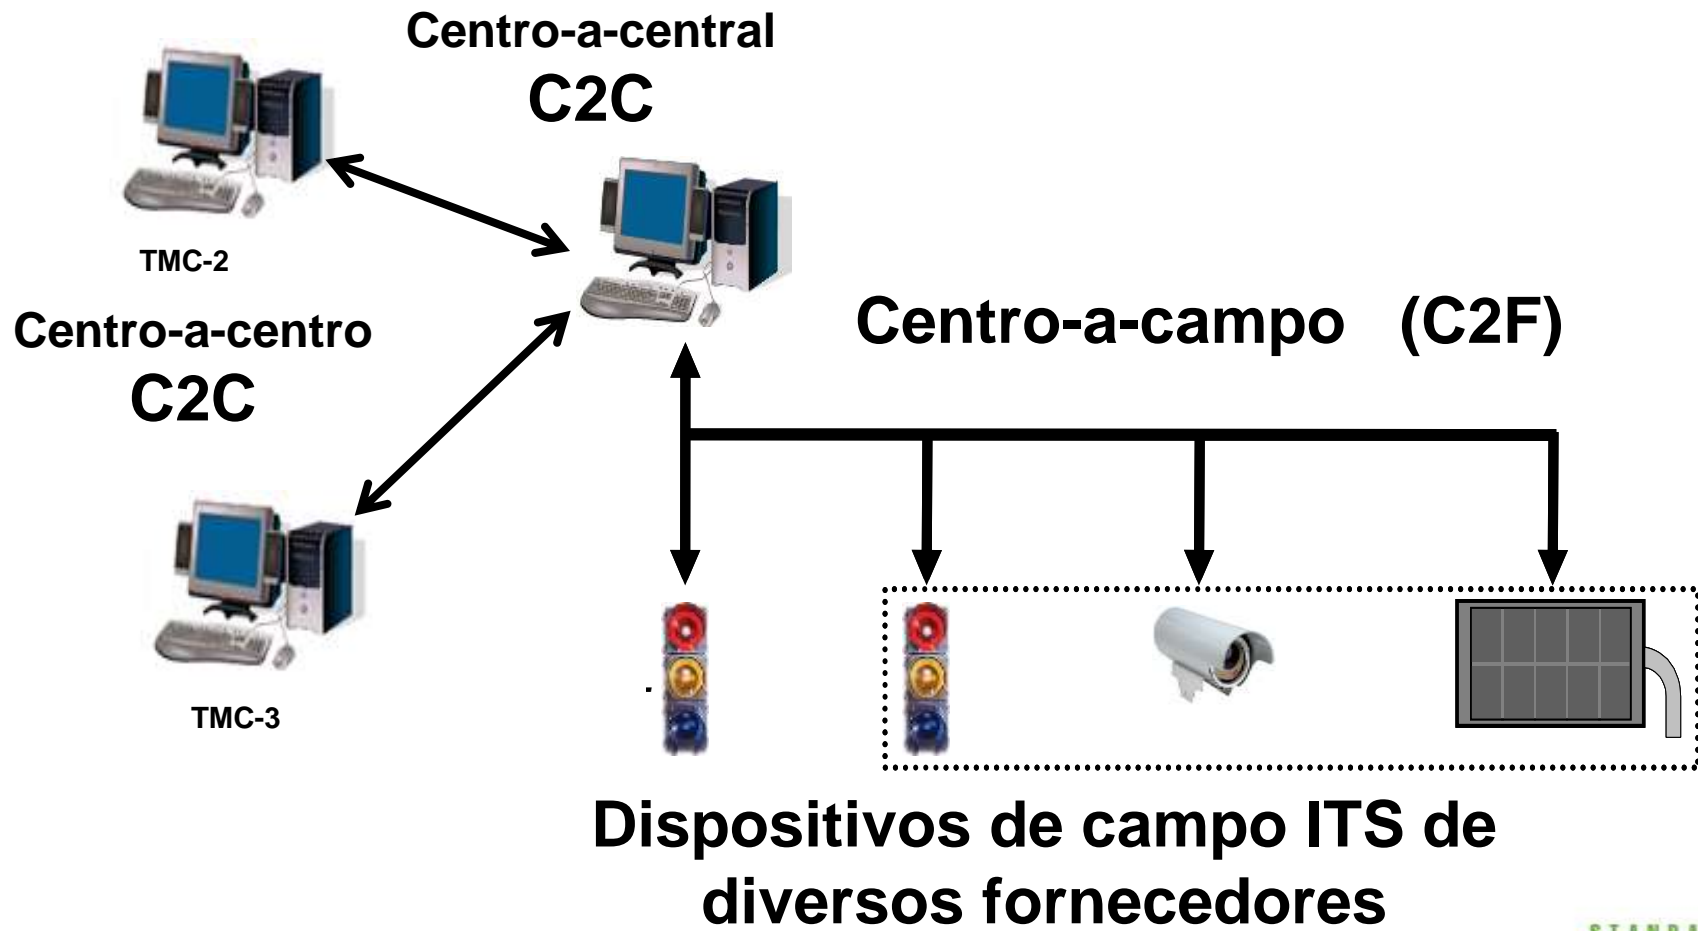 Centro-a-central
C2C
TMC-2
Centro-a-centro
C2C
Centro-a-campo (C2F)
TMC-3
Dispositivos de campo ITS de
diversos fornecedores